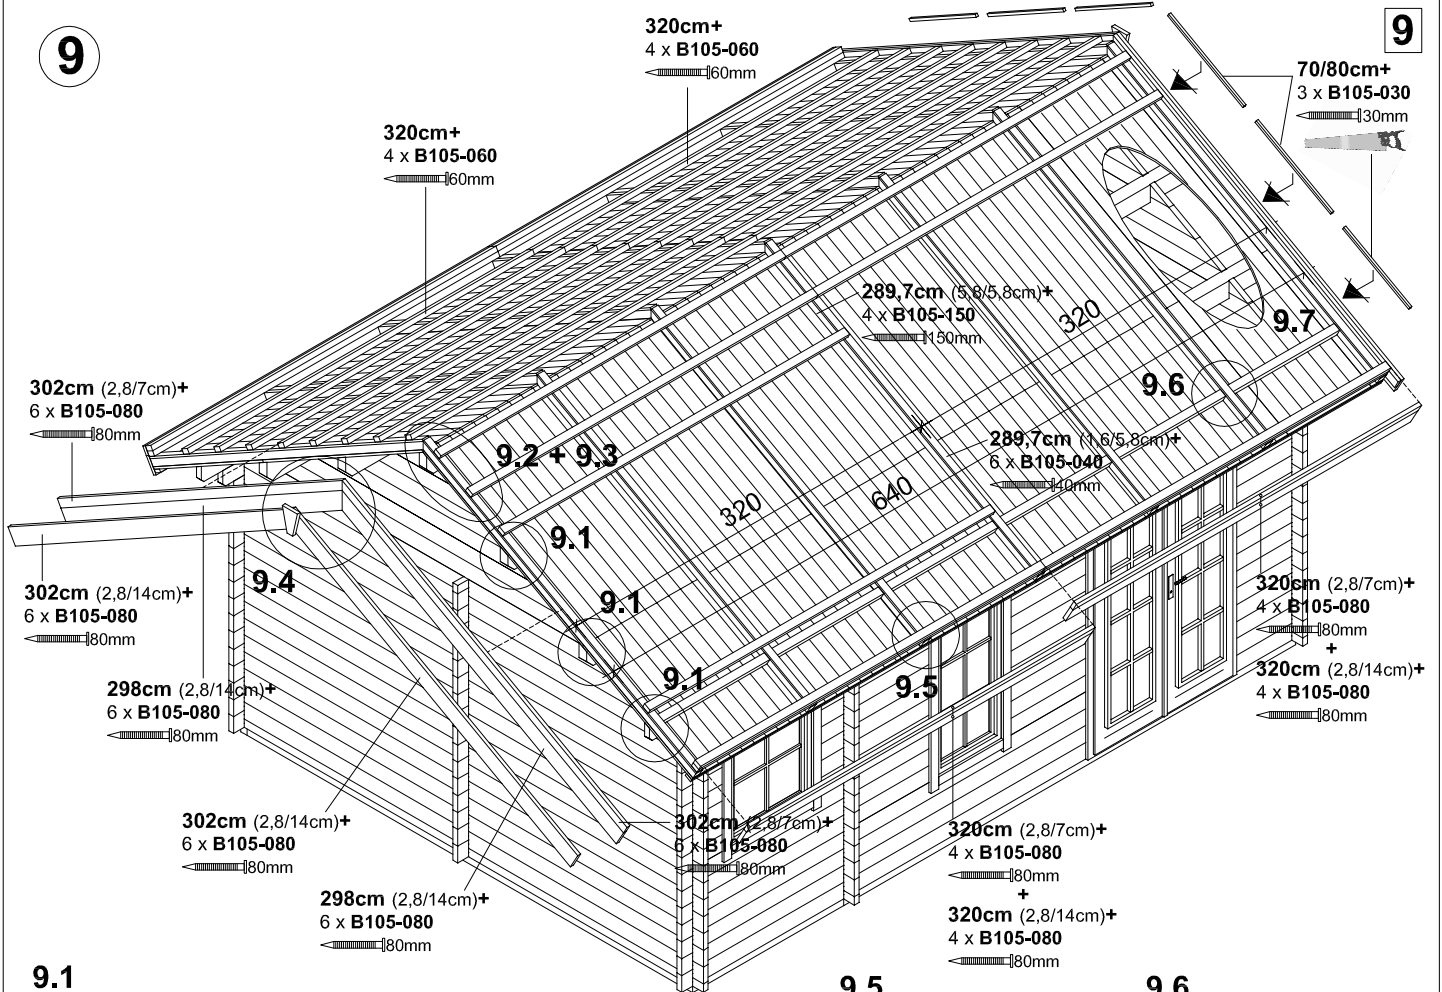 9
9
320cm+
4 x B105-060
60mm
70/80cm+
3 x B105-030
30mm
320cm+
4 x B105-060
60mm
289,7cm (5,8/5,8cm)+
4 x B105-150
150mm
320
9.7
9.6
302cm (2,8/7cm)+
6 x B105-080
80mm
9.2 + 9.3
289,7cm (1,6/5,8cm)+
6 x B105-040
40mm
320
640
9.1
9.4
9.1
302cm (2,8/14cm)+
6 x B105-080
80mm
320cm (2,8/7cm)+
4 x B105-080
80mm
+
320cm (2,8/14cm)+
4 x B105-080
80mm
298cm (2,8/14cm)+
6 x B105-080
80mm
9.1
9.5
302cm (2,8/14cm)+
6 x B105-080
80mm
302cm (2,8/7cm)+
6 x B105-080
80mm
320cm (2,8/7cm)+
4 x B105-080
80mm
+
320cm (2,8/14cm)+
4 x B105-080
80mm
298cm (2,8/14cm)+
6 x B105-080
80mm
9.1
9.5
9.6